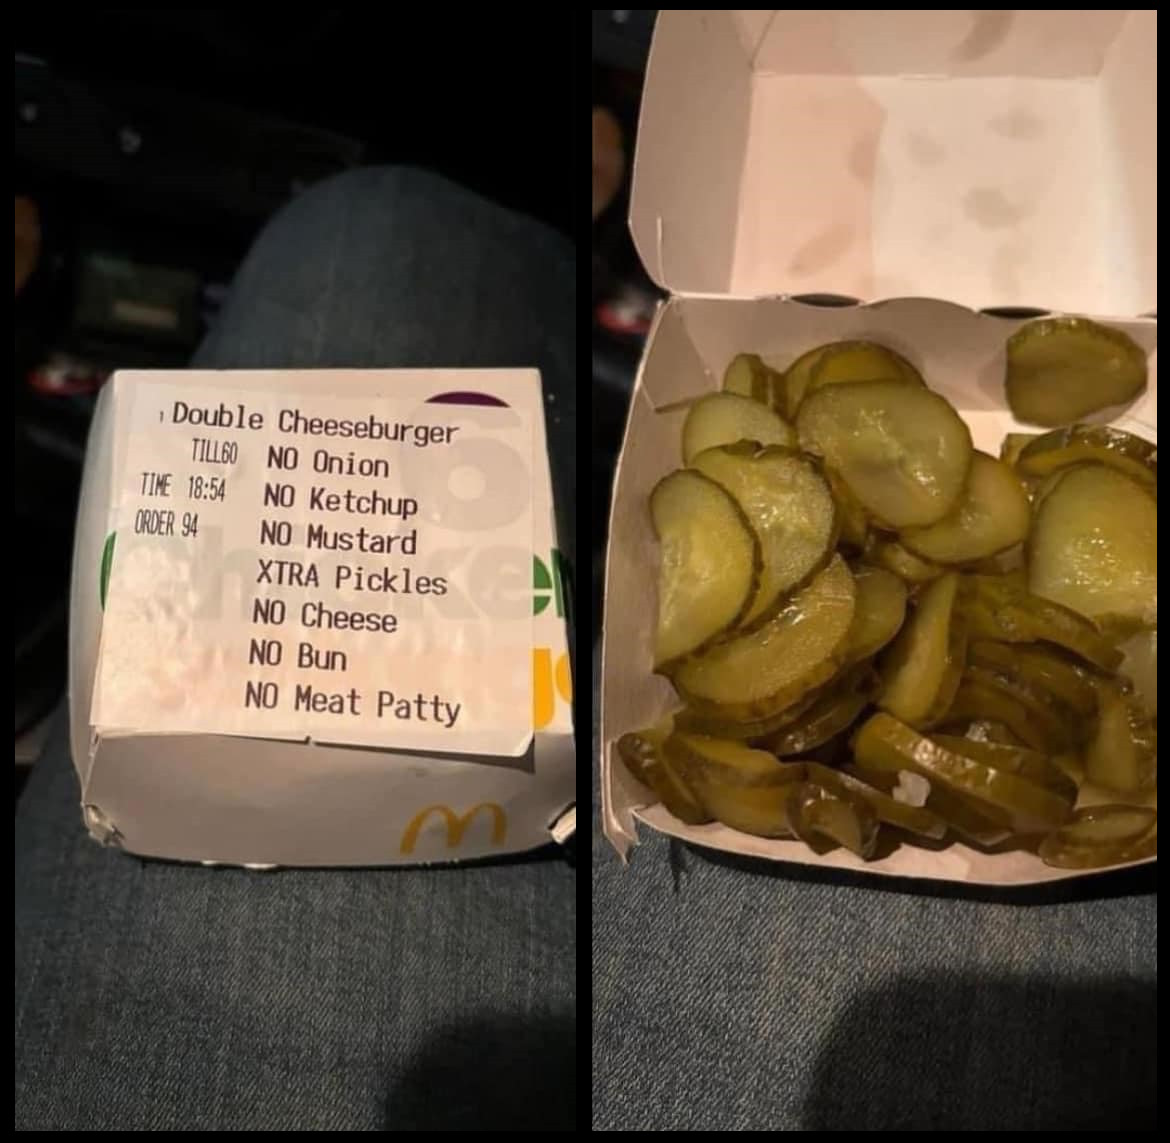 1 Double Cheeseburger
TILL60 NO Onion
TIME 18:54 NO Ketchup
ORDER 94 NO Mustard
XTRA Pickles
NO Cheese
NO Bun
NO Meat Patty